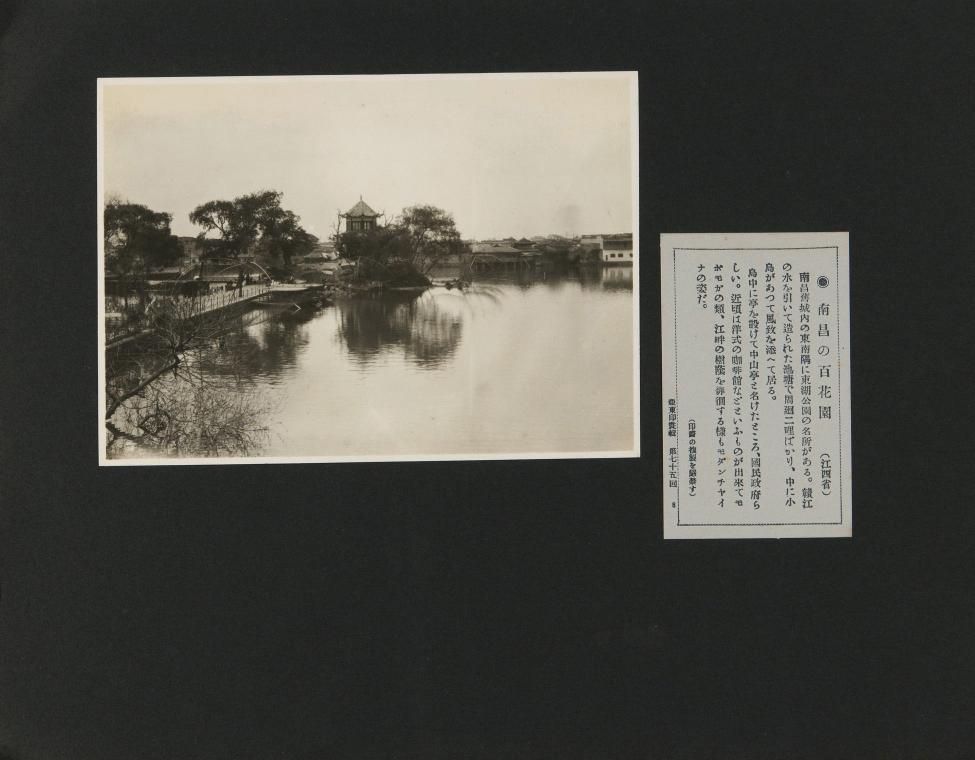 南昌の百花園 (江西省)
南昌舊城内の東南隅に東湖公園の名所がある。贛江
の水を引いて造られた池塘で周廻二哩ばかり、中に小
島があつて風致を添へて居る。
島中に亭を設けて中山亭と名けたところ、國民政府ら
しい。近頃は洋式の珈琲館などといふものが出來てモ
ボモガの類、江畔の樹蔭を徘徊する樣もモダンチヤイ
ナの姿だ。
(印畫の複製を嚴禁す)
亞東印畫輯 第七十五回 8